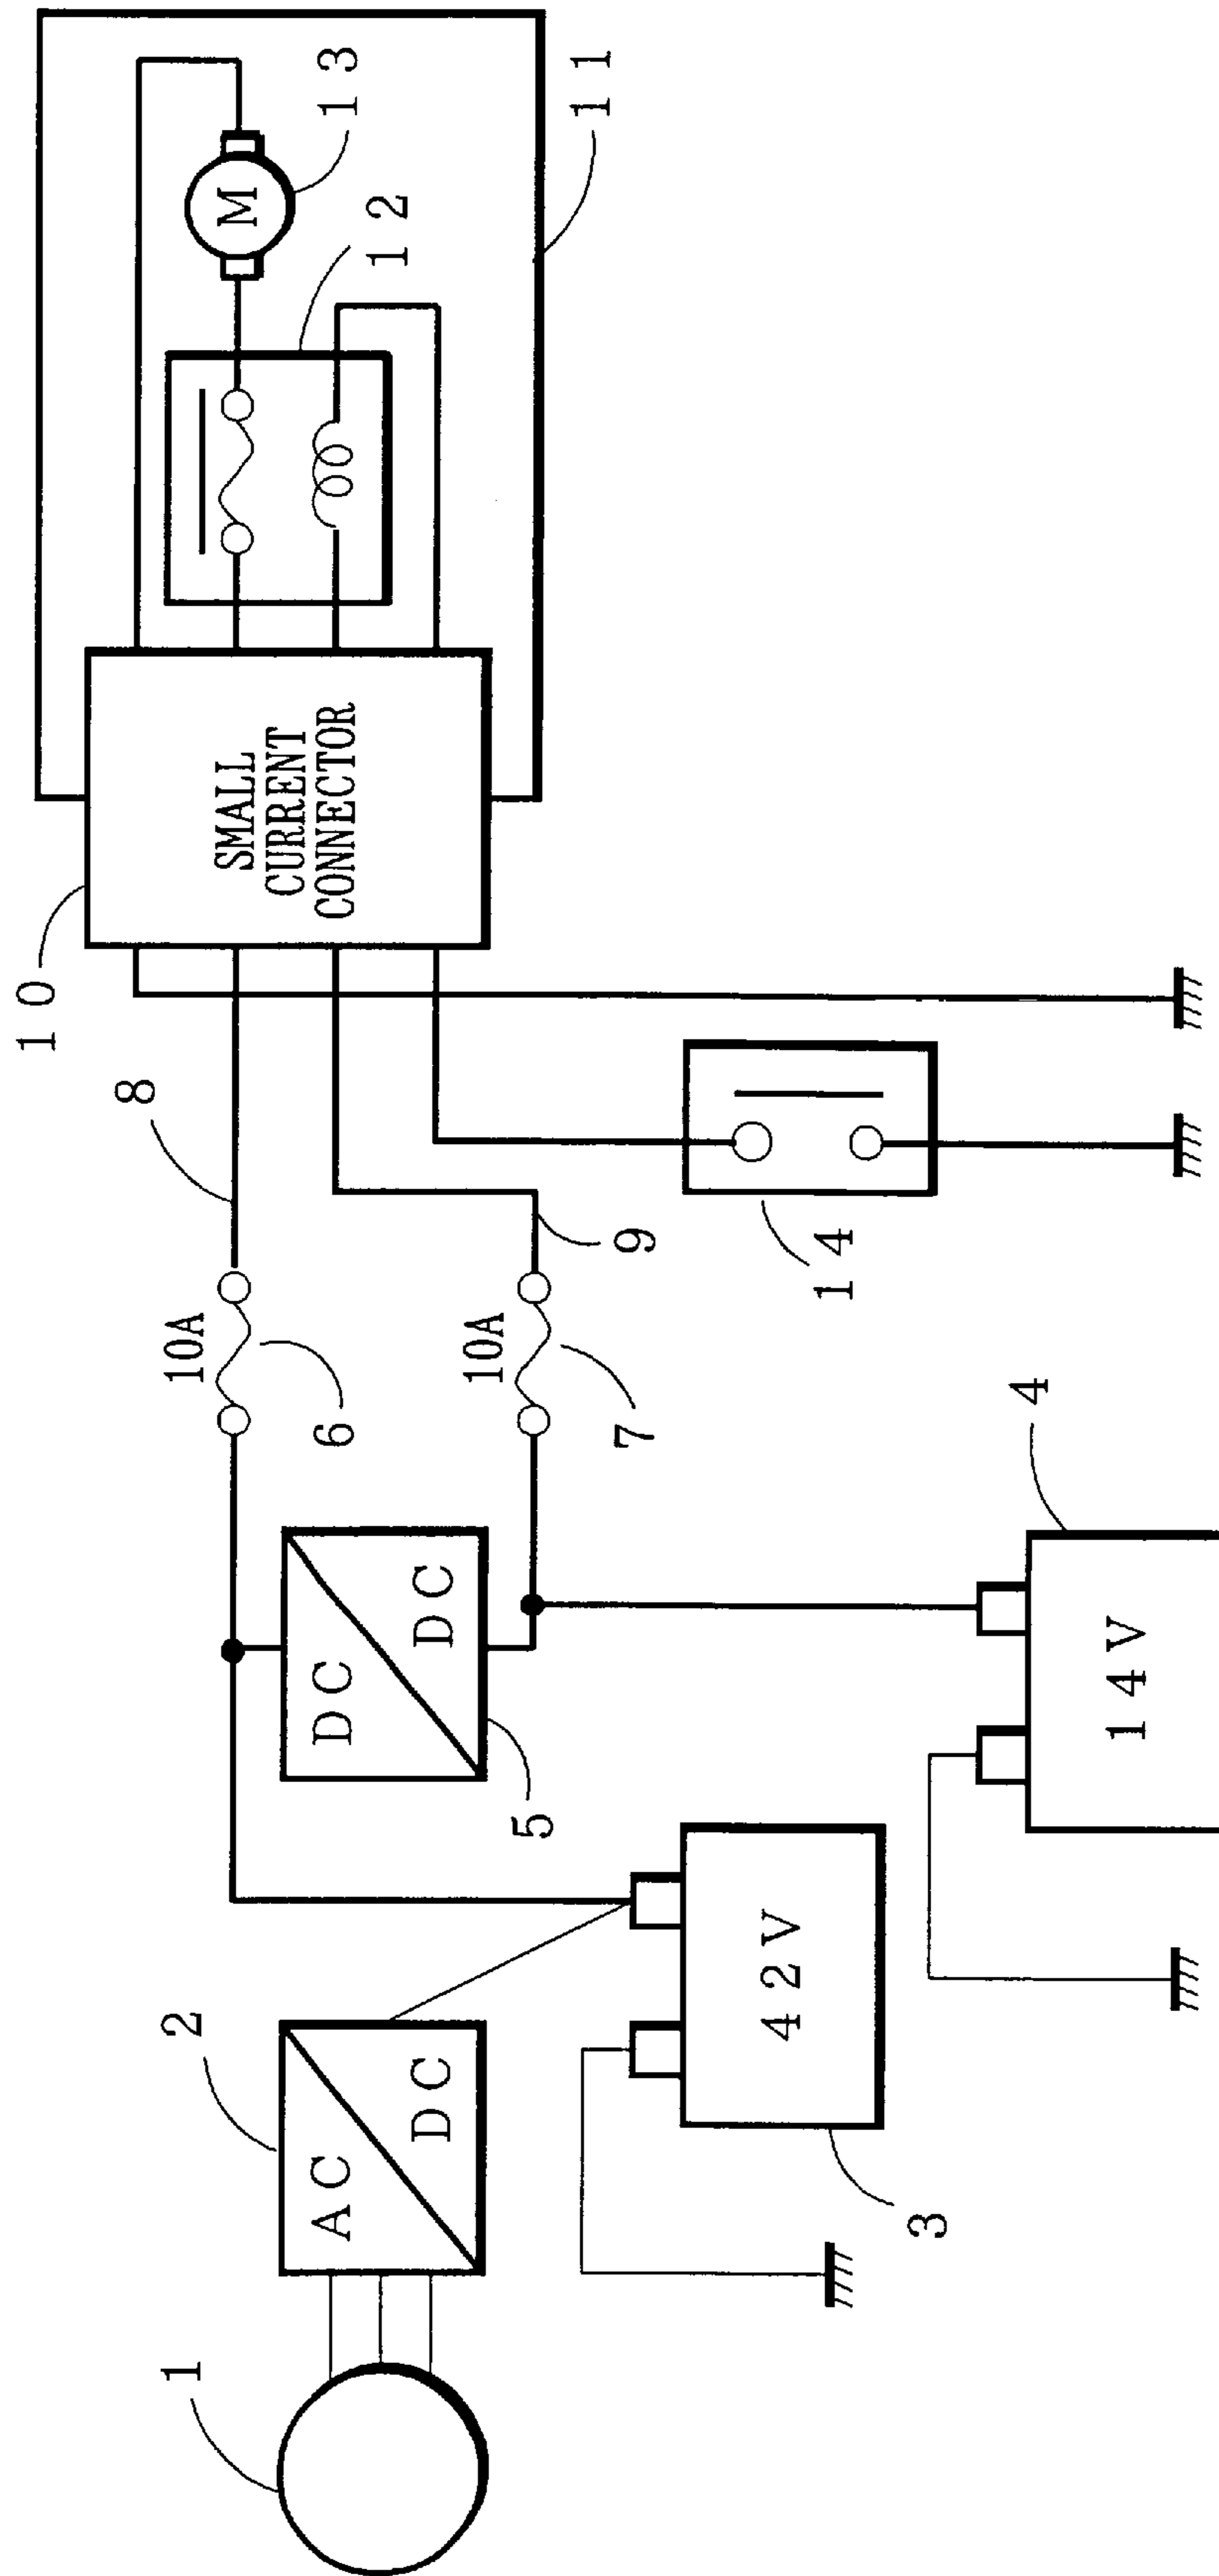 1
2
AC
DC
3
42V
4
14V
5
DC
DC
6
10A
7
10A
8
9
10
SMALL
CURRENT
CONNECTOR
11
12
13
M
14